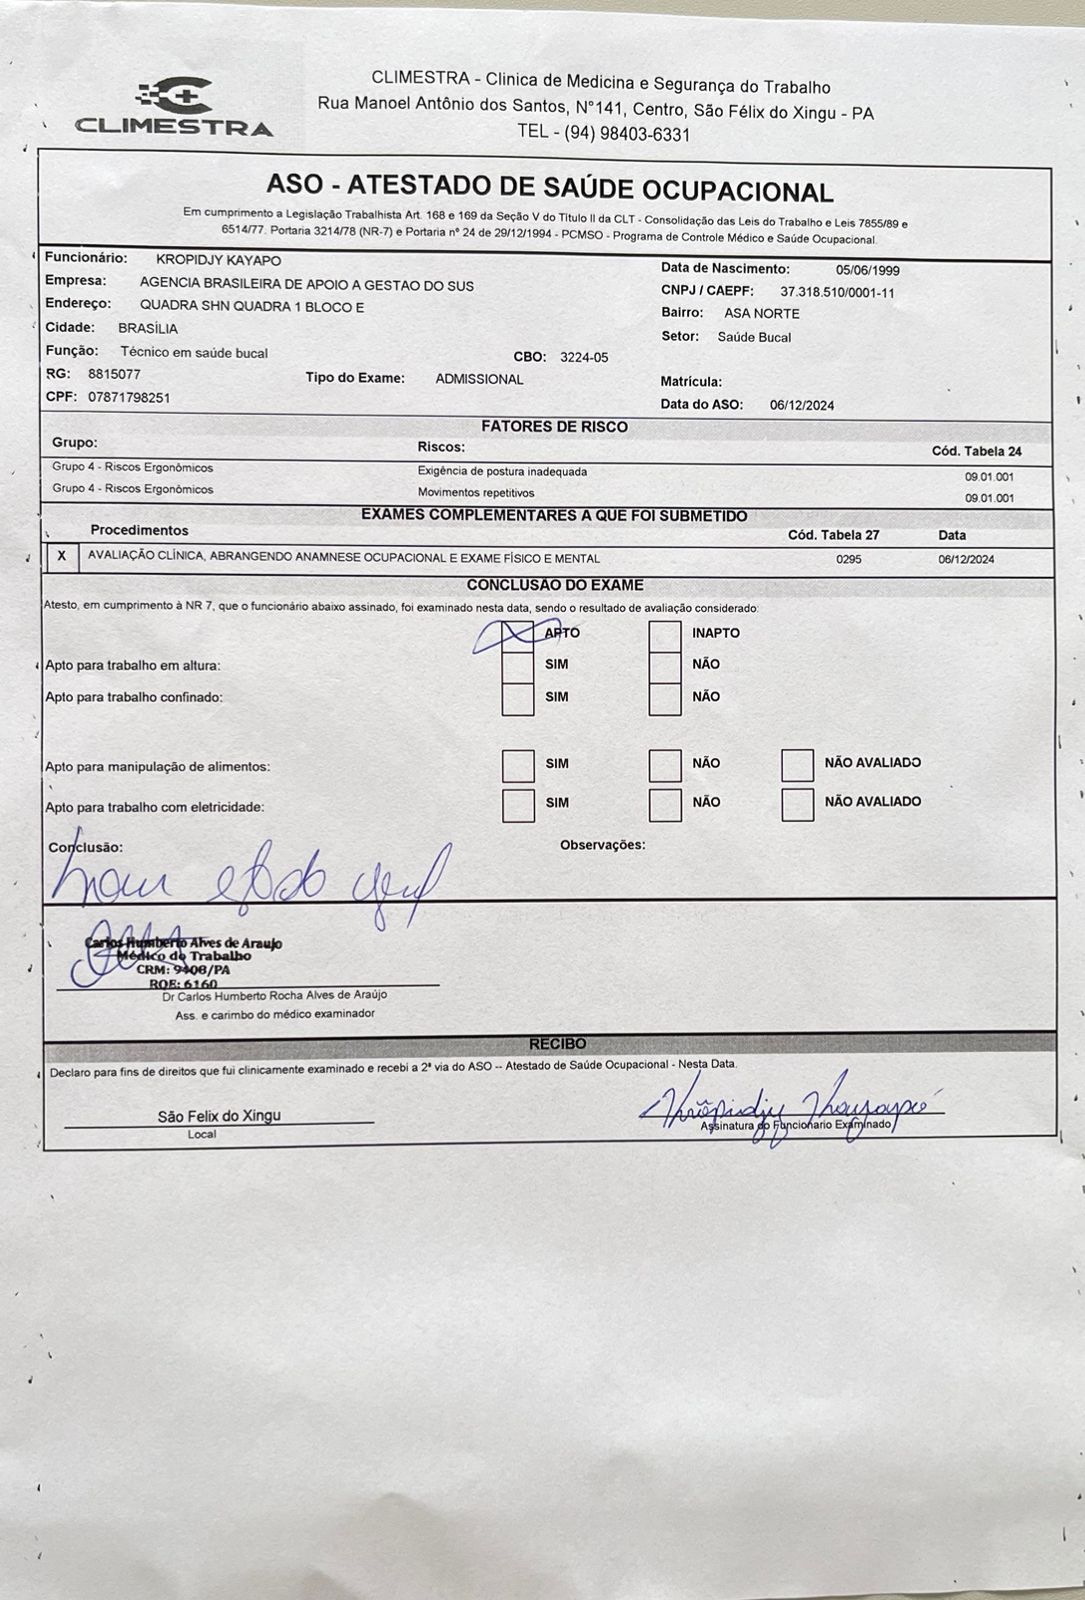 CLIMESTRA
CLIMESTRA - Clinica de Medicina e Segurança do Trabalho
Rua Manoel Antônio dos Santos, N°141, Centro, São Félix do Xingu - PA
TEL - (94) 98403-6331
ASO - ATESTADO DE SAÚDE OCUPACIONAL
Em cumprimento a Legislação Trabalhista Art. 168 e 169 da Seção V do Titulo II da CLT - Consolidação das Leis do Trabalho e Leis 7855/89 e
6514/77. Portaria 3214/78 (NR-7) e Portaria nº 24 de 29/12/1994 - PCMSO - Programa de Controle Médico e Saúde Ocupacional.
Funcionário: KROPIDJY KAYAPO Data de Nascimento: 05/06/1999
Empresa: AGENCIA BRASILEIRA DE APOIO A GESTAO DO SUS CNPJ / CAEPF: 37.318.510/0001-11
Endereço: QUADRA SHN QUADRA 1 BLOCO E Bairro: ASA NORTE
Cidade: BRASÍLIA Setor: Saúde Bucal
Função: Técnico em saúde bucal CBO: 3224-05
RG: 8815077 Tipo do Exame: ADMISSIONAL Matrícula:
CPF: 07871798251 Data do ASO: 06/12/2024
FATORES DE RISCO
Grupo: Riscos: Cód. Tabela 24
Grupo 4 - Riscos Ergonômicos Exigência de postura inadequada 09.01.001
Grupo 4 - Riscos Ergonômicos Movimentos repetitivos 09.01.001
EXAMES COMPLEMENTARES A QUE FOI SUBMETIDO
Procedimentos Cód. Tabela 27 Data
X AVALIAÇÃO CLÍNICA, ABRANGENDO ANAMNESE OCUPACIONAL E EXAME FÍSICO E MENTAL 0295 06/12/2024
CONCLUSÃO DO EXAME
Atesto, em cumprimento à NR 7, que o funcionário abaixo assinado, foi examinado nesta data, sendo o resultado de avaliação considerado:
APTO INAPTO
Apto para trabalho em altura: SIM NÃO
Apto para trabalho confinado: SIM NÃO
Apto para manipulação de alimentos: SIM NÃO NÃO AVALIADO
Apto para trabalho com eletricidade: SIM NÃO NÃO AVALIADO
Conclusão: Observações:
Carlos Humberto Alves de Araujo
Médico do Trabalho
CRM: 9408/PA
RQE: 6160
Dr Carlos Humberto Rocha Alves de Araújo
Ass. e carimbo do médico examinador
RECIBO
Declaro para fins de direitos que fui clinicamente examinado e recebi a 2ª via do ASO -- Atestado de Saúde Ocupacional - Nesta Data.
Kropidjy Kayapó
São Felix do Xingu Assinatura do Funcionario Examinado
Local